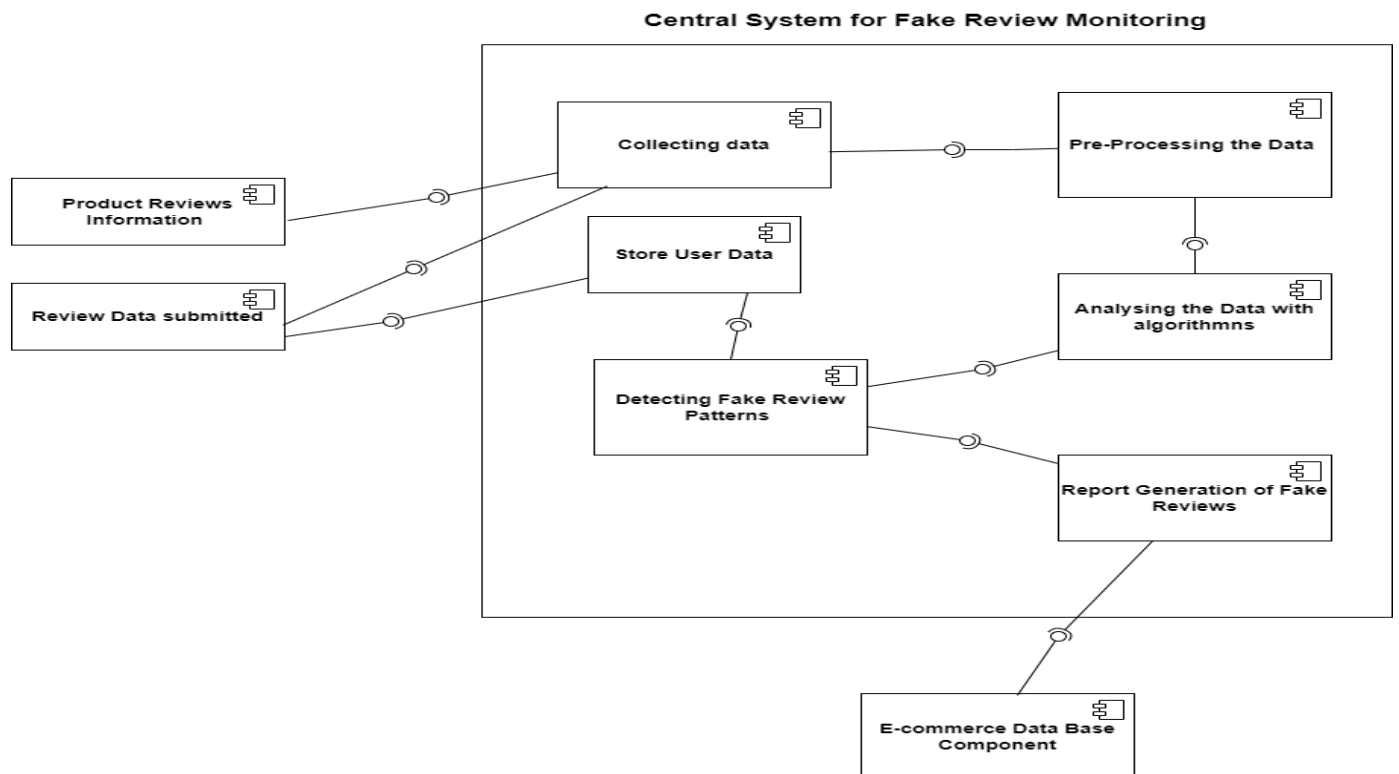 Central System for Fake Review Monitoring
Collecting data
Pre-Processing the Data
Product Reviews
Information
Store User Data
Review Data submitted
Analysing the Data with
algorithmns
Detecting Fake Review
Patterns
Report Generation of Fake
Reviews
E-commerce Data Base
Component